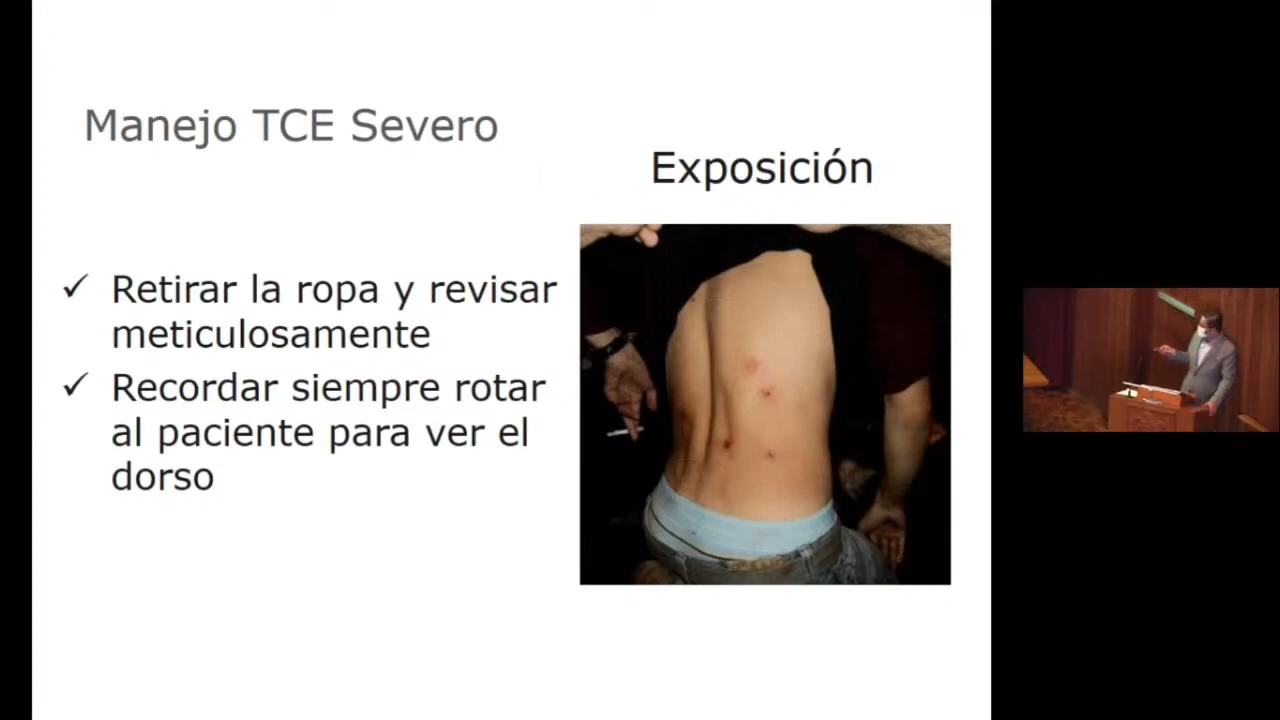 Manejo TCE Severo
Exposición
✓ Retirar la ropa y revisar
meticulosamente
✓ Recordar siempre rotar
al paciente para ver el
dorso